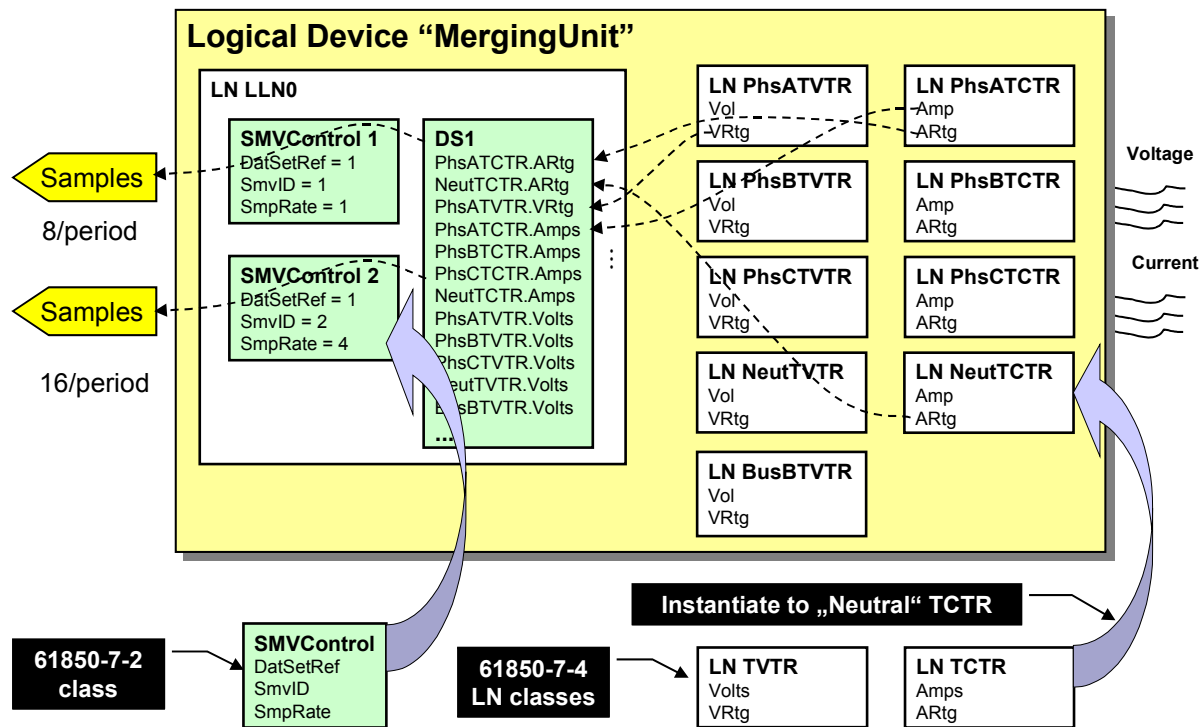 Logical Device “MergingUnit”
LN LLN0
SMVControl 1
DatSetRef = 1
SmvID = 1
SmpRate = 1
SMVControl 2
DatSetRef = 1
SmvID = 2
SmpRate = 4
DS1
PhsATCTR.ARtg
NeutTCTR.ARtg
PhsATVTR.VRtg
PhsATCTR.Amps
PhsBTCTR.Amps
PhsCTCTR.Amps
NeutTCTR.Amps
PhsATVTR.Volts
PhsBTVTR.Volts
PhsCTVTR.Volts
NeutTVTR.Volts
BusBTVTR.Volts
...
...
Samples
8/period
Samples
16/period
LN PhsATVTR
Vol
VRtg
LN PhsATCTR
Amp
ARtg
LN PhsBTVTR
Vol
VRtg
LN PhsBTCTR
Amp
ARtg
LN PhsCTVTR
Vol
VRtg
LN PhsCTCTR
Amp
ARtg
LN NeutTVTR
Vol
VRtg
LN NeutTCTR
Amp
ARtg
LN BusBTVTR
Vol
VRtg
Voltage
Current
Instantiate to „Neutral“ TCTR
61850-7-2
class
SMVControl
DatSetRef
SmvID
SmpRate
61850-7-4
LN classes
LN TVTR
Volts
VRtg
LN TCTR
Amps
ARtg